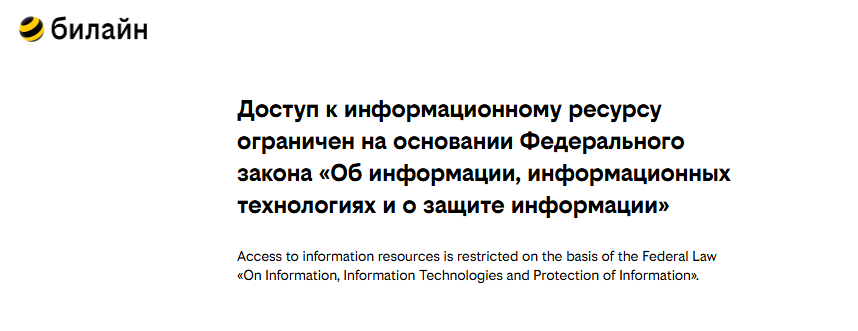 билайн
Доступ к информационному ресурсу
ограничен на основании Федерального
закона «Об информации, информационных
технологиях и о защите информации»
Access to information resources is restricted on the basis of the Federal Law
«On Information, Information Technologies and Protection of Information».